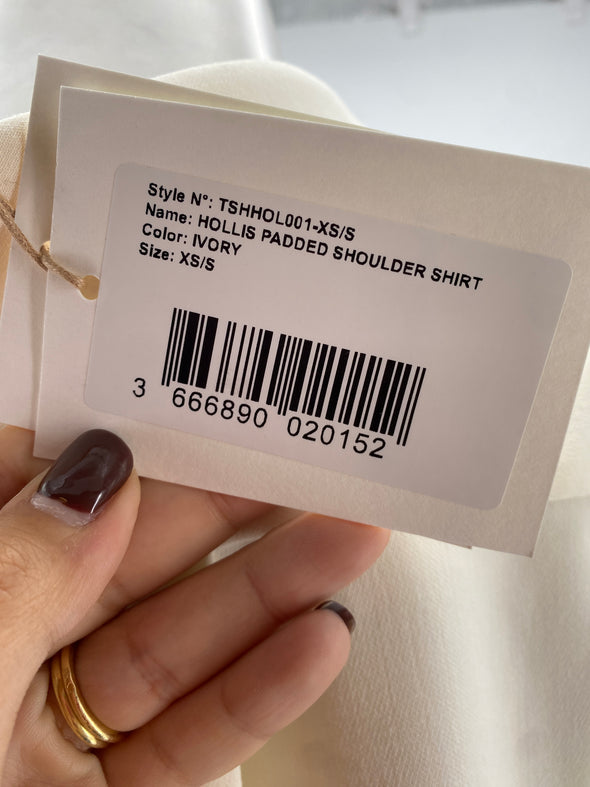 Style N°: TSHHOL001-XS/S
Name: HOLLIS PADDED SHOULDER SHIRT
Color: IVORY
Size: XS/S
3 666890 020152